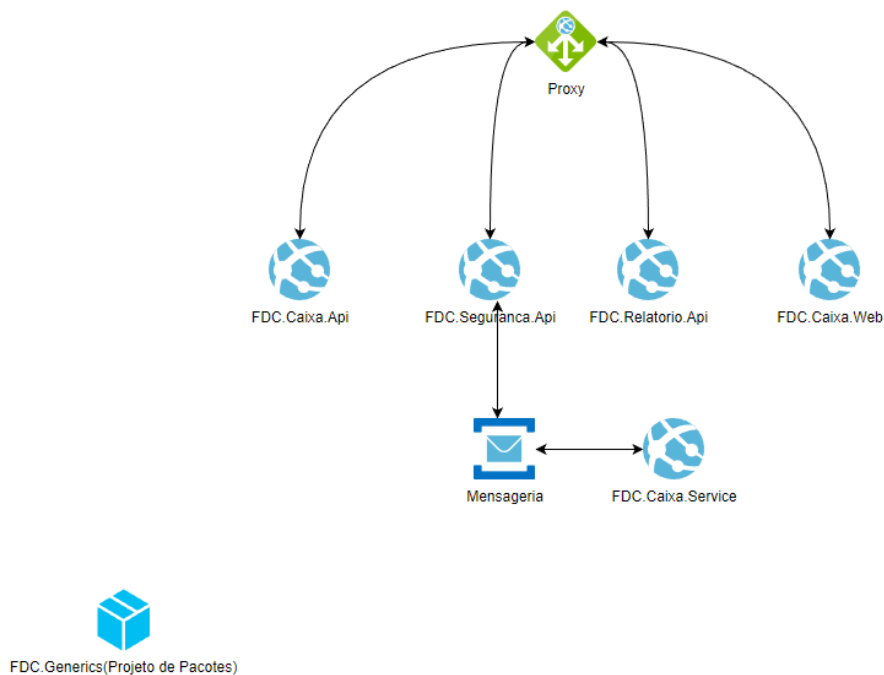 Proxy
FDC.Caixa.Api
FDC.Seguranca.Api
FDC.Relatorio.Api
FDC.Caixa.Web
Mensageria
FDC.Caixa.Service
FDC.Generics(Projeto de Pacotes)